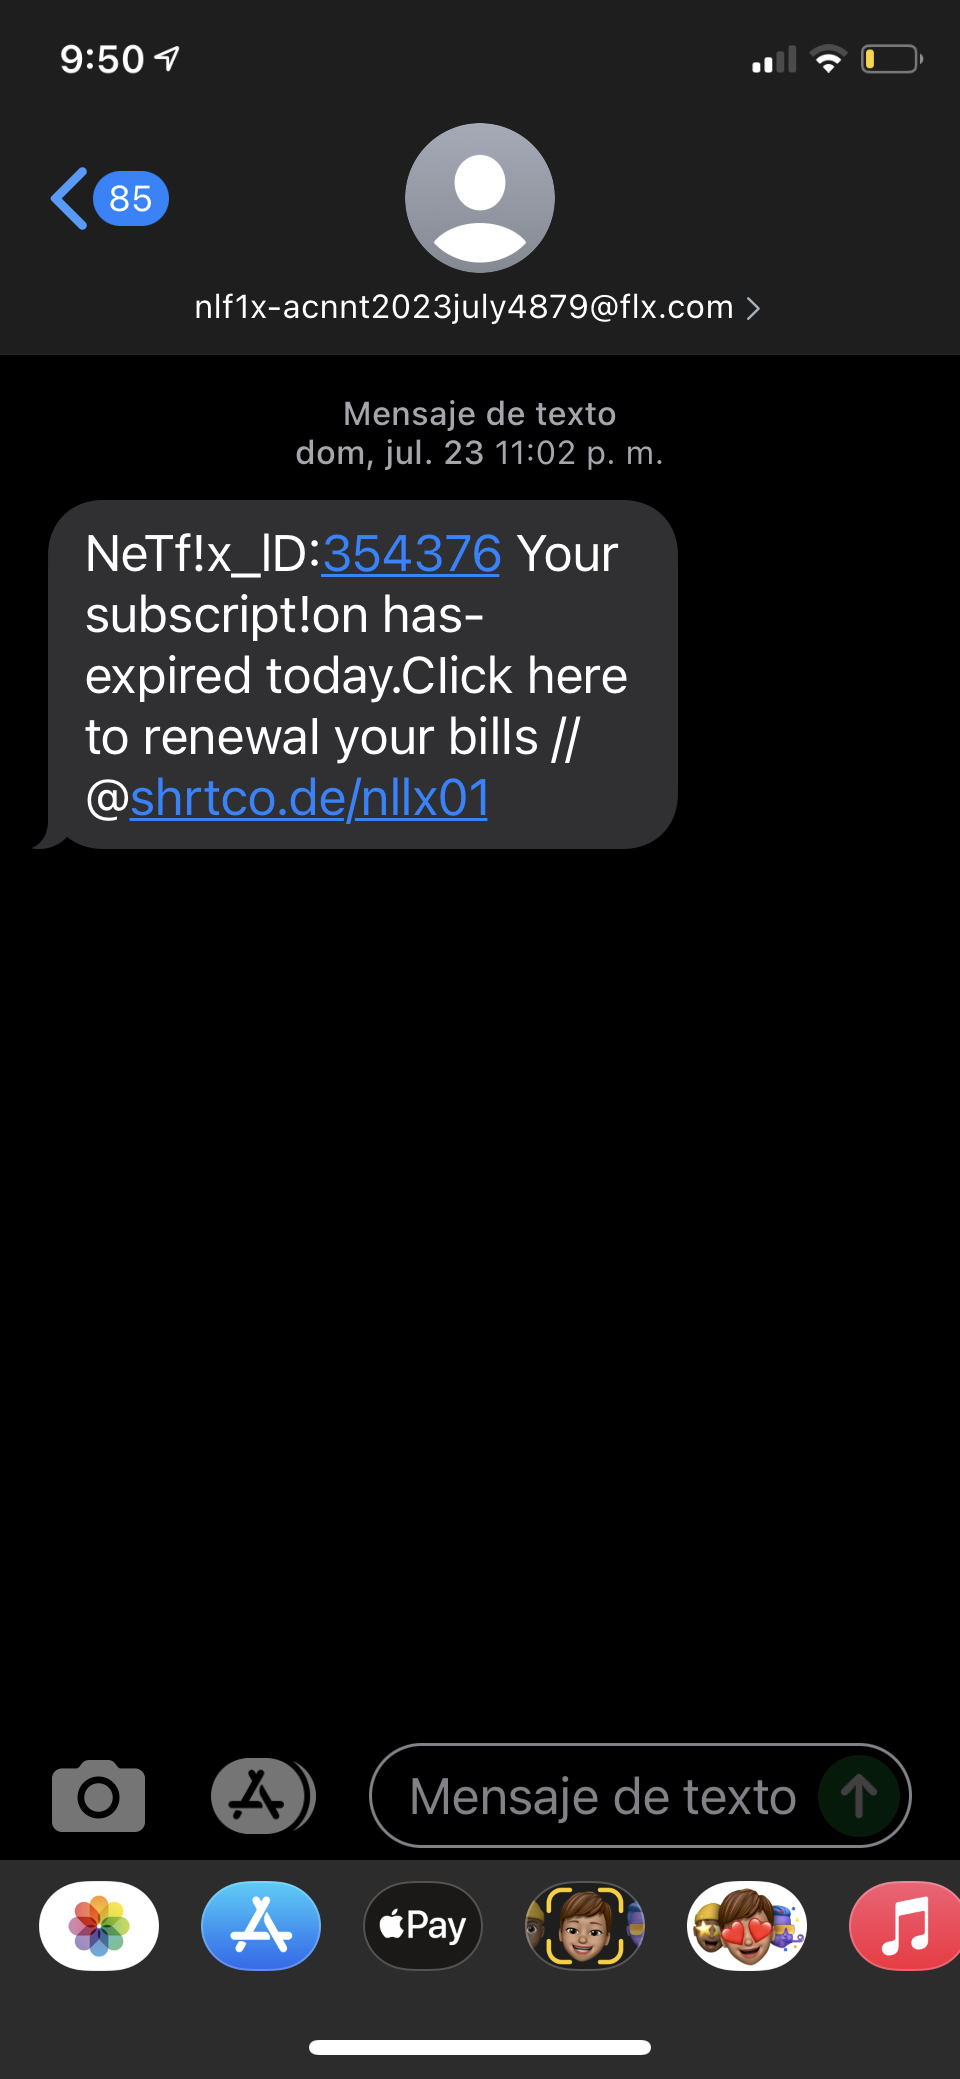 9:50
85
nlf1x-acnnt2023july4879@flx.com
Mensaje de texto
dom, jul. 23 11:02 p. m.
NeTf!x_ID:354376 Your
subscript!on has-
expired today.Click here
to renewal your bills //
@shrtco.de/nllx01
Mensaje de texto
Pay